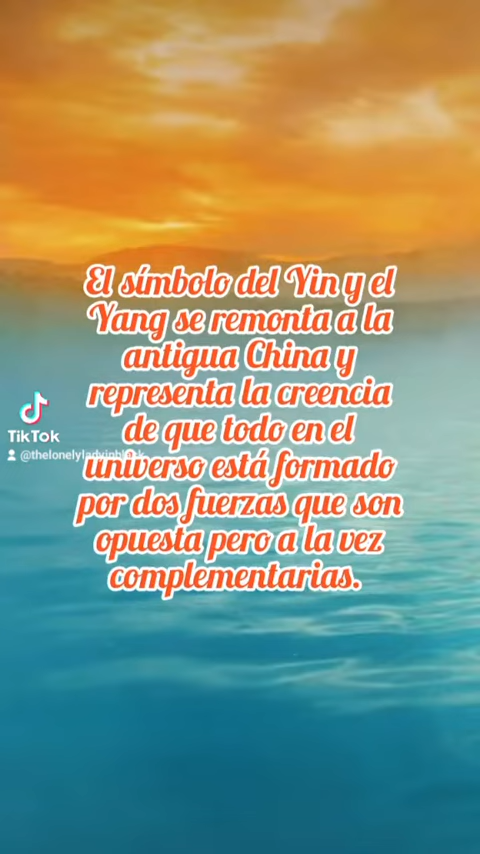 El símbolo del Yin y el
Yang se remonta a la
antigua China y
representa la creencia
de que todo en el
universo está formado
por dos fuerzas que son
opuesta pero a la vez
complementarias.
TikTok